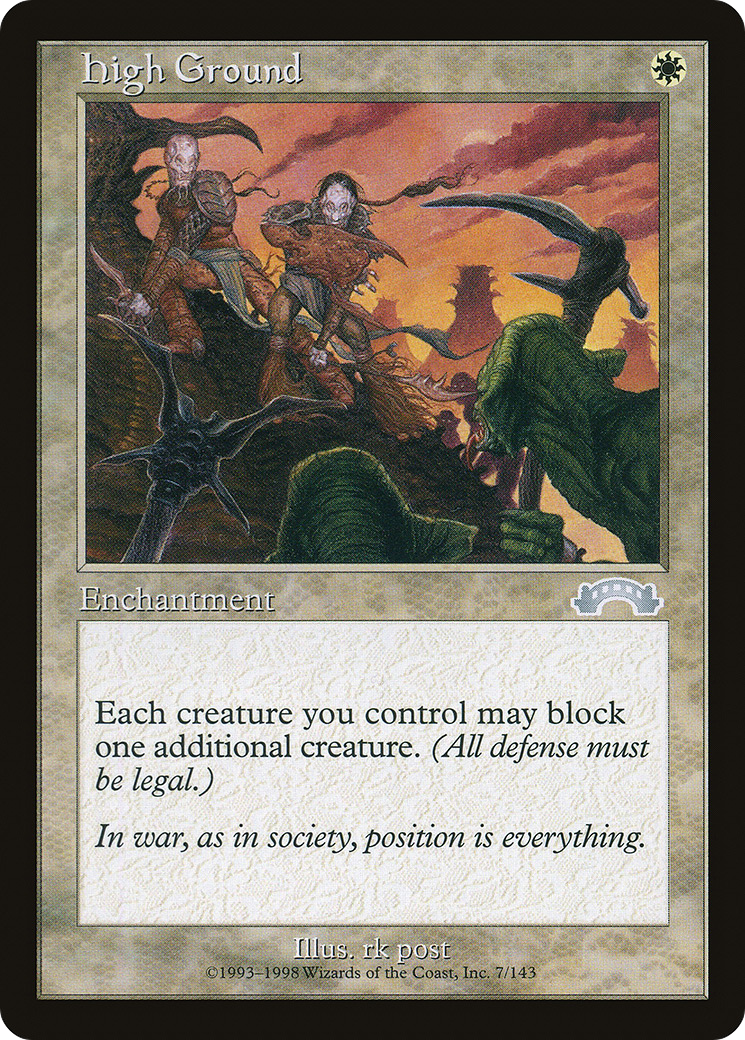 High Ground
Enchantment
Each creature you control may block
one additional creature. (All defense must
be legal.)
In war, as in society, position is everything.
Illus. rk post
©1993–1998 Wizards of the Coast, Inc. 7/143